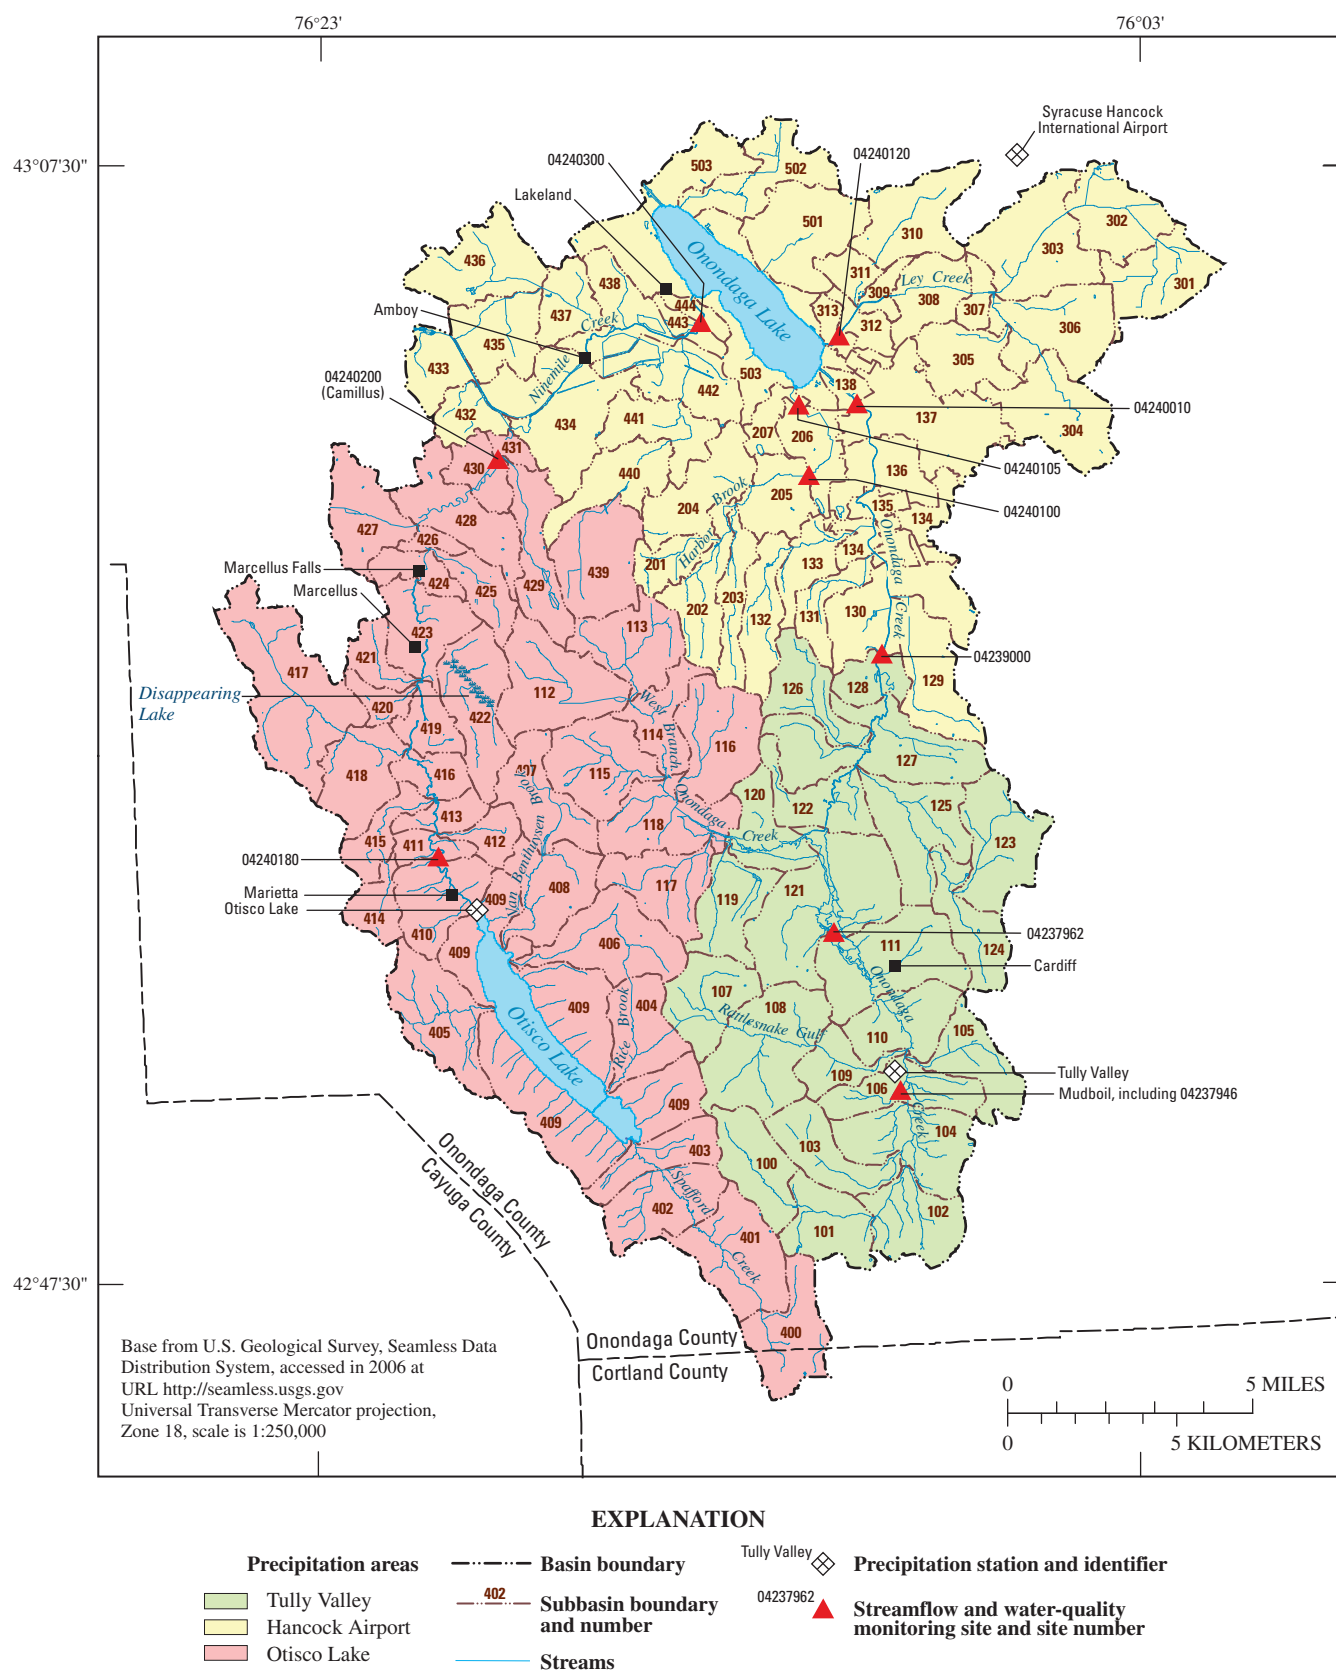 76°23'
76°03'
Syracuse Hancock
International Airport
04240300
04240120
43°07'30"
503
502
Lakeland
501
310
303
302
436
Onondaga Lake
438
311
Ley Creek
301
309
308
444
307
Amboy
437
Creek
443
313
312
306
435
433
Ninemile
503
305
04240200
(Camillus)
442
138
04240010
432
434
441
137
304
207
206
431
04240105
430
440
136
205
04240100
427
428
204
Harbor
Brook
135
134
426
Onondaga
Creek
134
Marcellus Falls
424
425
429
439
201
133
Marcellus
202
203
132
131
130
423
113
421
417
04239000
Disappearing
Lake
112
126
128
129
420
422
419
West Branch
Onondaga
Creek
114
116
418
416
407
115
127
120
122
125
413
118
123
415
411
412
Van Benthuysen
Brook
04240180
Marietta
409
408
117
119
121
Otisco Lake
414
410
409
406
04237962
111
124
Cardiff
Otisco Lake
409
Rice Brook
404
107
108
Onondaga
Creek
405
Rattlesnake Gulf
110
105
109
Tully Valley
106
Mudboil, including 04237946
409
409
104
403
100
103
Spafford
Creek
402
102
401
101
Onondaga County
Cayuga County
42°47'30"
400
Onondaga County
Cortland County
Base from U.S. Geological Survey, Seamless Data
Distribution System, accessed in 2006 at
URL http://seamless.usgs.gov
Universal Transverse Mercator projection,
Zone 18, scale is 1:250,000
0 5 MILES
0 5 KILOMETERS
EXPLANATION
Precipitation areas
Tully Valley
Hancock Airport
Otisco Lake
Basin boundary
402 Subbasin boundary
and number
Streams
Tully Valley Precipitation station and identifier
04237962 Streamflow and water-quality
monitoring site and site number